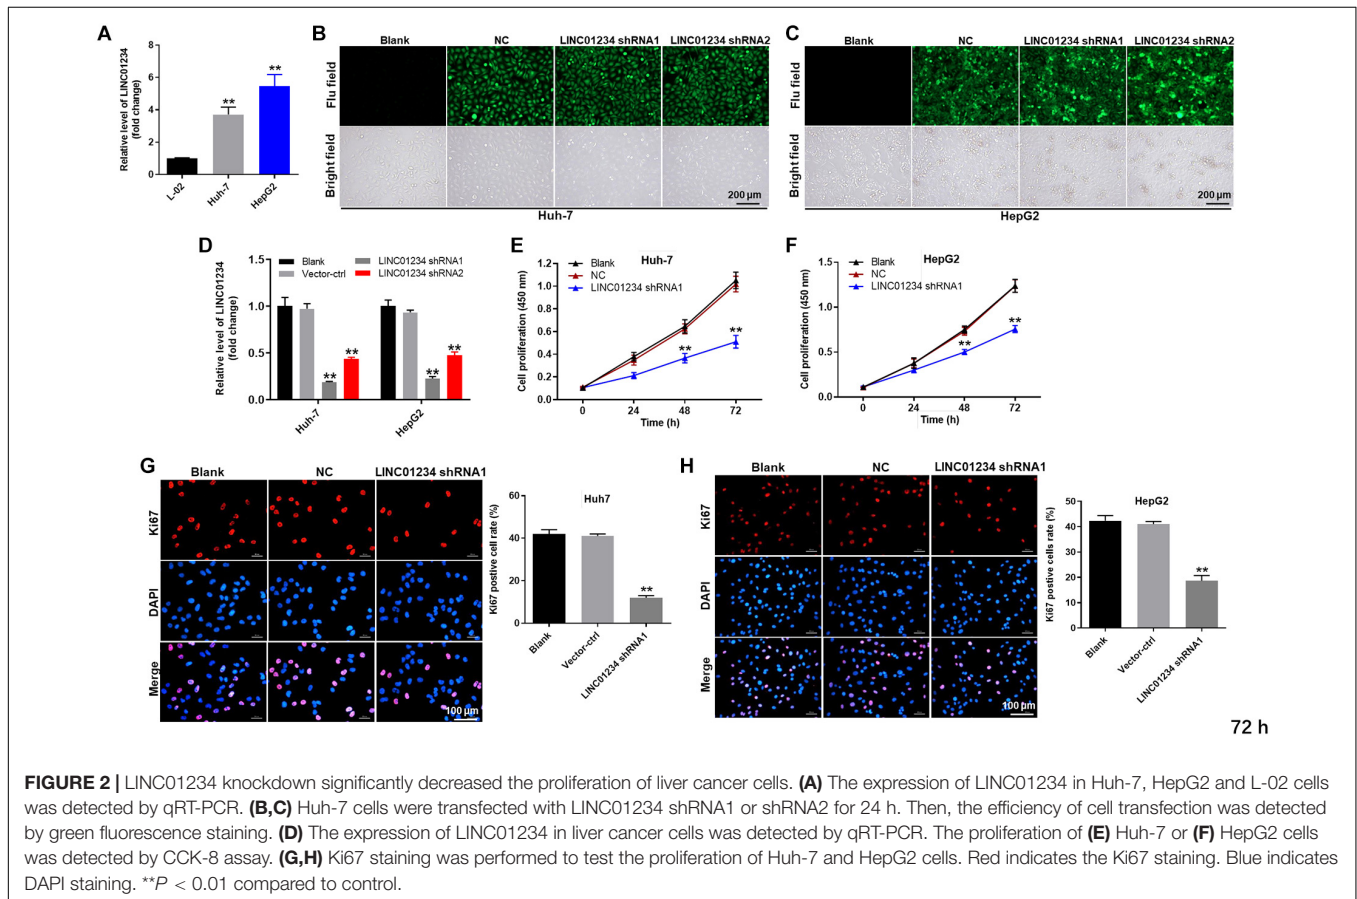 A
Relative level of LINC01234
(fold change)
8
6
4
2
0
**
**
L-02
Huh-7
HepG2
B
Blank
NC
LINC01234 shRNA1
LINC01234 shRNA2
Flu field
Bright field
200 µm
Huh-7
C
Blank
NC
LINC01234 shRNA1
LINC01234 shRNA2
Flu field
Bright field
200 µm
HepG2
D
Relative level of LINC01234
(fold change)
1.5
1.0
0.5
0.0
Blank
Vector-ctrl
LINC01234 shRNA1
LINC01234 shRNA2
**
**
**
**
Huh-7
HepG2
E
Huh-7
Blank
NC
LINC01234 shRNA1
Cell proliferation (450 nm)
1.2
1.0
0.8
0.6
0.4
0.2
0.0
**
**
0
24
48
72
Time (h)
F
HepG2
Blank
NC
LINC01234 shRNA1
Cell proliferation (450 nm)
1.5
1.0
0.5
0.0
**
**
0
24
48
72
Time (h)
G
Blank
NC
LINC01234 shRNA1
Ki67
DAPI
Merge
100 µm
Huh7
Ki67 positive cell rate (%)
60
40
20
0
**
Blank
Vector-ctrl
LINC01234 shRNA1
H
Blank
NC
LINC01234 shRNA1
Ki67
DAPI
Merge
100 µm
HepG2
Ki67 postive cells rate (%)
50
40
30
20
10
0
**
Blank
Vector-ctrl
LINC01234 shRNA1
72 h
FIGURE 2 | LINC01234 knockdown significantly decreased the proliferation of liver cancer cells. (A) The expression of LINC01234 in Huh-7, HepG2 and L-02 cells
was detected by qRT-PCR. (B,C) Huh-7 cells were transfected with LINC01234 shRNA1 or shRNA2 for 24 h. Then, the efficiency of cell transfection was detected
by green fluorescence staining. (D) The expression of LINC01234 in liver cancer cells was detected by qRT-PCR. The proliferation of (E) Huh-7 or (F) HepG2 cells
was detected by CCK-8 assay. (G,H) Ki67 staining was performed to test the proliferation of Huh-7 and HepG2 cells. Red indicates the Ki67 staining. Blue indicates
DAPI staining. **P < 0.01 compared to control.